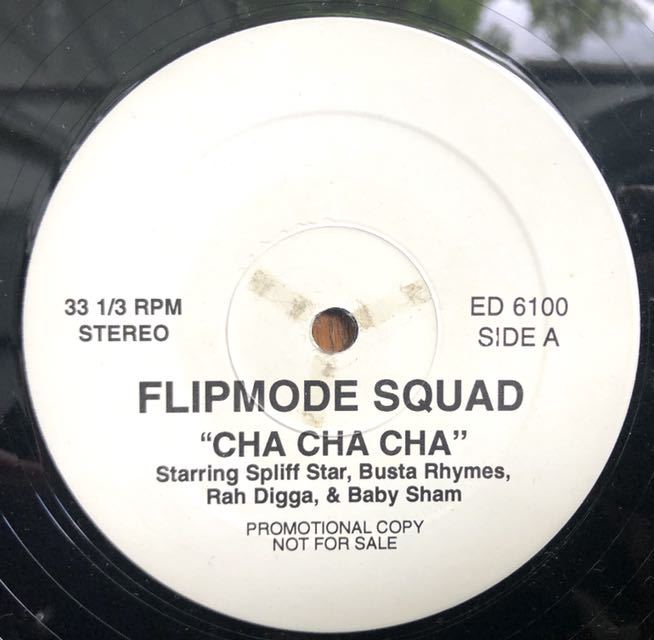 33 1/3 RPM
STEREO
ED 6100
SIDE A
FLIPMODE SQUAD
“CHA CHA CHA”
Starring Spliff Star, Busta Rhymes,
Rah Digga, & Baby Sham
PROMOTIONAL COPY
NOT FOR SALE